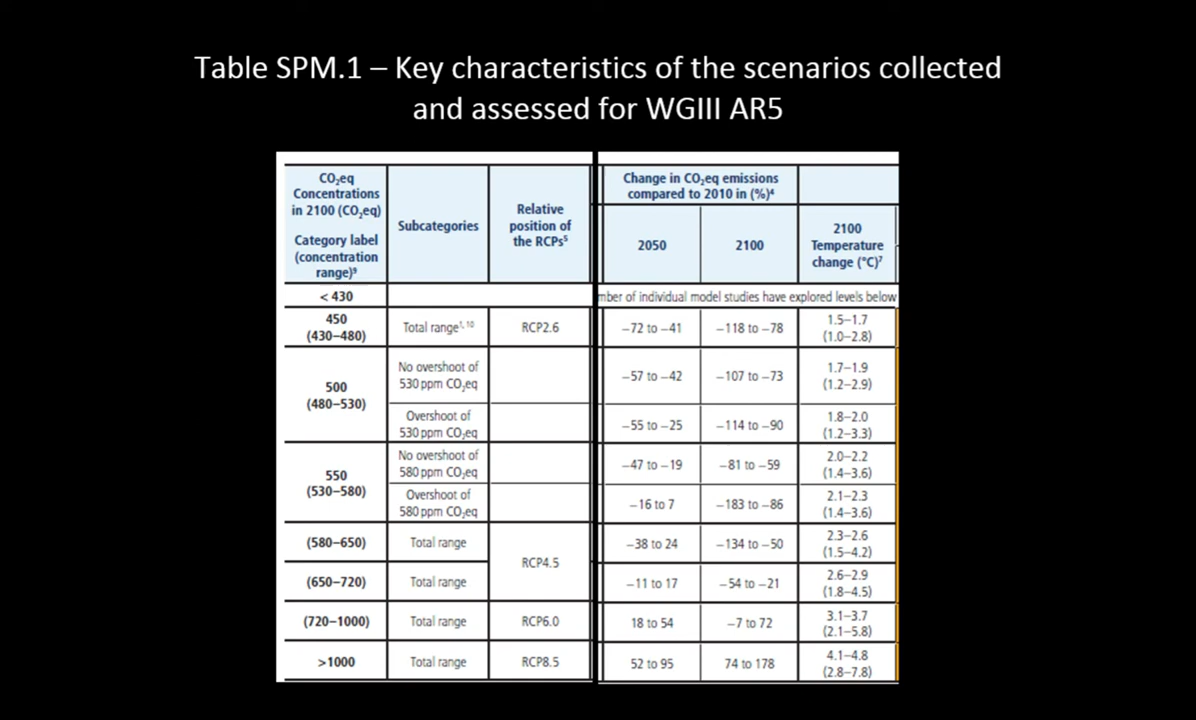 Table SPM.1 – Key characteristics of the scenarios collected
and assessed for WGIII AR5
CO₂eq
Concentrations
in 2100 (CO₂eq)
Category label
(concentration
range)⁹
Subcategories
Relative
position of
the RCPs⁵
Change in CO₂eq emissions
compared to 2010 in (%)⁴
2050
2100
2100
Temperature
change (°C)⁷
< 430
mber of individual model studies have explored levels below
450
(430–480)
Total range¹, ¹⁰
RCP2.6
–72 to –41
–118 to –78
1.5–1.7
(1.0–2.8)
500
(480–530)
No overshoot of
530 ppm CO₂eq
–57 to –42
–107 to –73
1.7–1.9
(1.2–2.9)
Overshoot of
530 ppm CO₂eq
–55 to –25
–114 to –90
1.8–2.0
(1.2–3.3)
550
(530–580)
No overshoot of
580 ppm CO₂eq
–47 to –19
–81 to –59
2.0–2.2
(1.4–3.6)
Overshoot of
580 ppm CO₂eq
–16 to 7
–183 to –86
2.1–2.3
(1.4–3.6)
(580–650)
Total range
RCP4.5
–38 to 24
–134 to –50
2.3–2.6
(1.5–4.2)
(650–720)
Total range
–11 to 17
–54 to –21
2.6–2.9
(1.8–4.5)
(720–1000)
Total range
RCP6.0
18 to 54
–7 to 72
3.1–3.7
(2.1–5.8)
>1000
Total range
RCP8.5
52 to 95
74 to 178
4.1–4.8
(2.8–7.8)